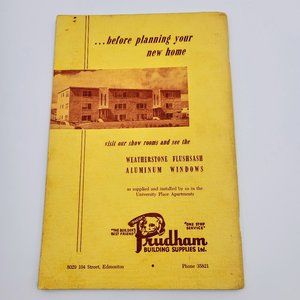 ...before planning your
new home
visit our show rooms and see the
WEATHERSTONE FLUSHSASH
ALUMINUM WINDOWS
as supplied and installed by us in the
University Place Apartments
"THE BUILDER'S
BEST FRIEND"
"ONE STOP
SERVICE"
Prudham
BUILDING SUPPLIES Ltd.
8029 104 Street, Edmonton • Phone 35821